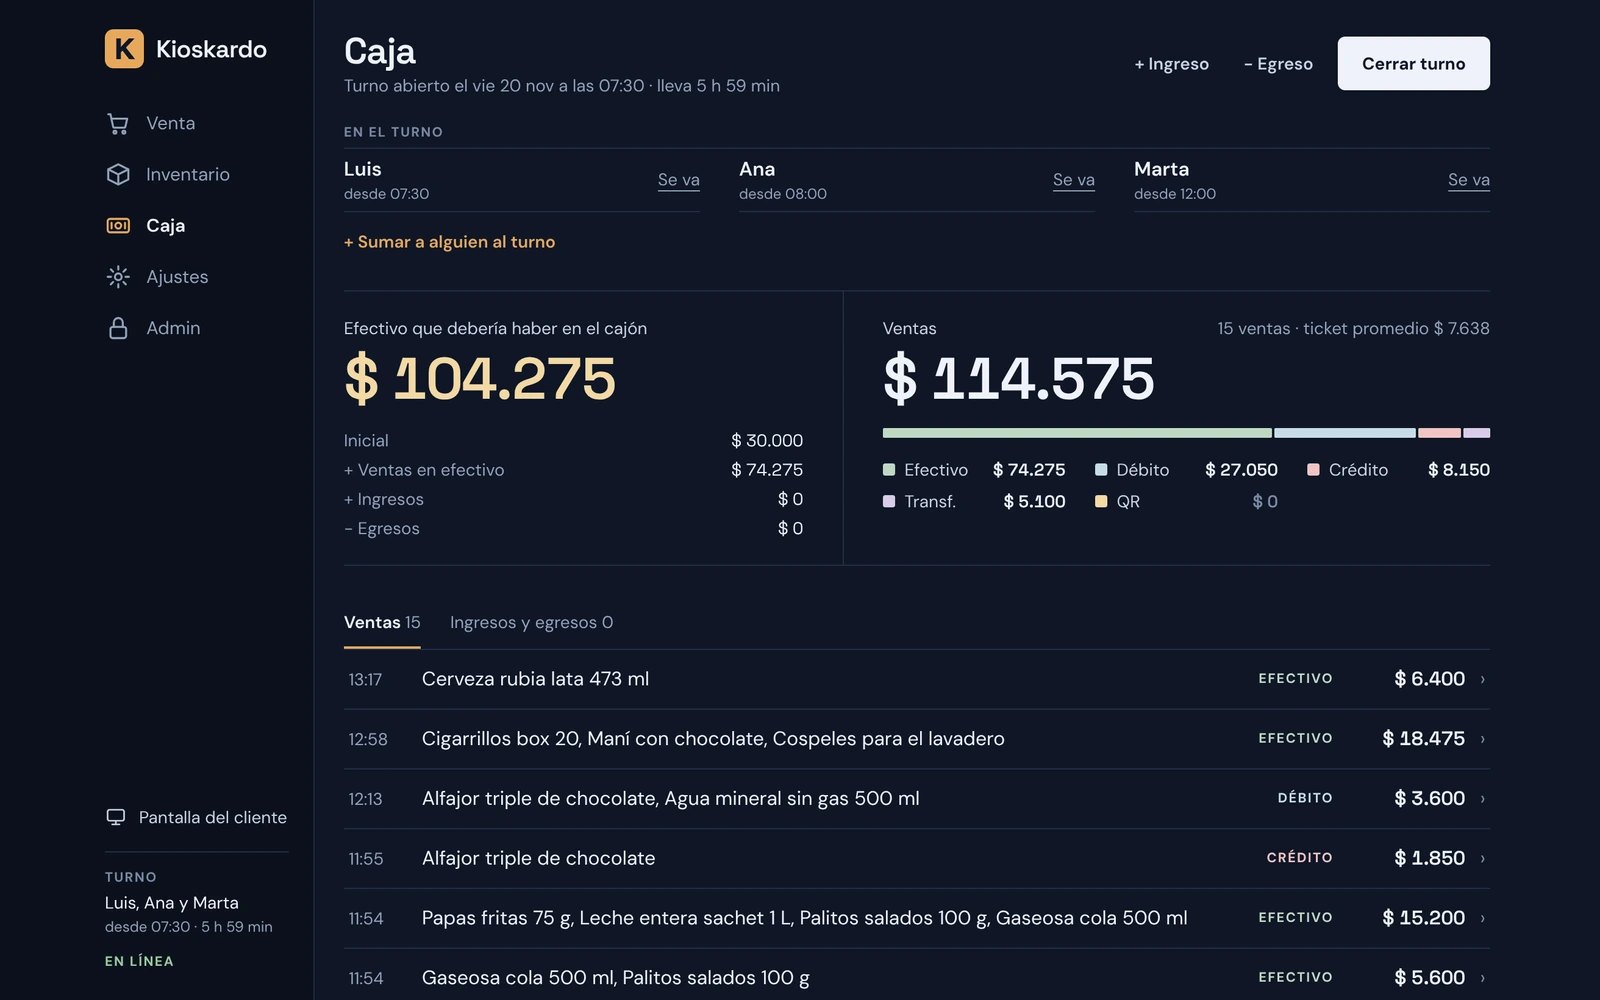 K Kioskardo
Venta
Inventario
Caja
Ajustes
Admin
Pantalla del cliente
TURNO
Luis, Ana y Marta
desde 07:30 · 5 h 59 min
EN LÍNEA
Caja
Turno abierto el vie 20 nov a las 07:30 · lleva 5 h 59 min
+ Ingreso
− Egreso
Cerrar turno
EN EL TURNO
Luis
desde 07:30
Se va
Ana
desde 08:00
Se va
Marta
desde 12:00
Se va
+ Sumar a alguien al turno
Efectivo que debería haber en el cajón
$ 104.275
Inicial $ 30.000
+ Ventas en efectivo $ 74.275
+ Ingresos $ 0
− Egresos $ 0
Ventas 15 ventas · ticket promedio $ 7.638
$ 114.575
Efectivo $ 74.275 Débito $ 27.050 Crédito $ 8.150
Transf. $ 5.100 QR $ 0
Ventas 15 Ingresos y egresos 0
13:17 Cerveza rubia lata 473 ml EFECTIVO $ 6.400 ›
12:58 Cigarrillos box 20, Maní con chocolate, Cospeles para el lavadero EFECTIVO $ 18.475 ›
12:13 Alfajor triple de chocolate, Agua mineral sin gas 500 ml DÉBITO $ 3.600 ›
11:55 Alfajor triple de chocolate CRÉDITO $ 1.850 ›
11:54 Papas fritas 75 g, Leche entera sachet 1 L, Palitos salados 100 g, Gaseosa cola 500 ml EFECTIVO $ 15.200 ›
11:54 Gaseosa cola 500 ml, Palitos salados 100 g EFECTIVO $ 5.600 ›